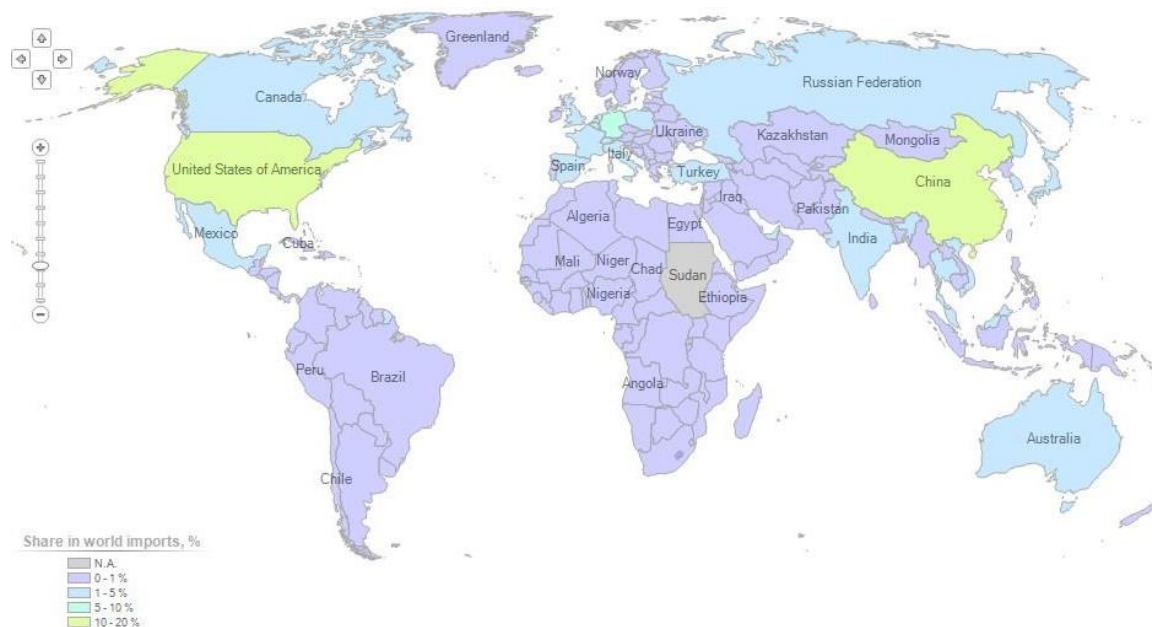 Greenland
Norway
Russian Federation
Canada
Ukraine
Kazakhstan
Mongolia
Italy
Spain
Turkey
United States of America
China
Iraq
Pakistan
Algeria
Egypt
Mexico
India
Cuba
Mali
Niger
Chad
Sudan
Nigeria
Ethiopia
Peru
Brazil
Angola
Australia
Chile
Share in world imports, %
N.A.
0 - 1 %
1 - 5 %
5 - 10 %
10 - 20 %